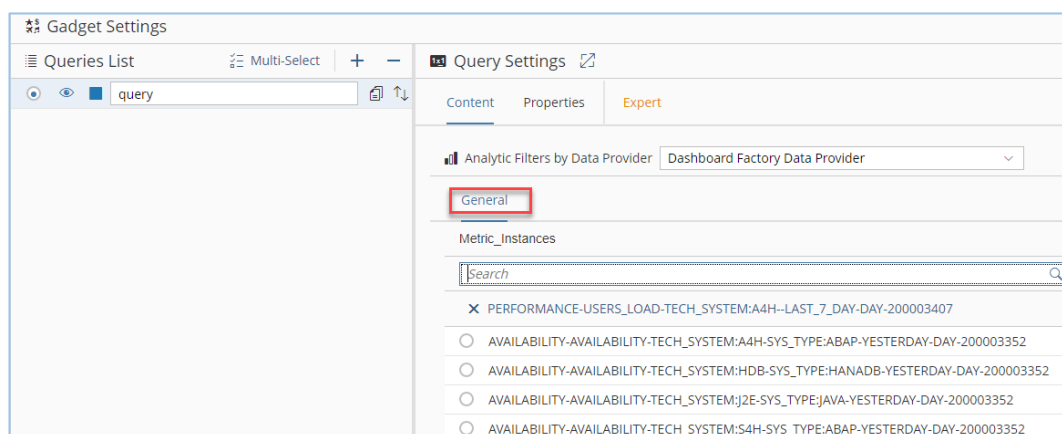 Gadget Settings
Queries List
Multi-Select
Query Settings
query
Content
Properties
Expert
Analytic Filters by Data Provider
Dashboard Factory Data Provider
General
Metric_Instances
Search
PERFORMANCE-USERS_LOAD-TECH_SYSTEM:A4H--LAST_7_DAY-DAY-200003407
AVAILABILITY-AVAILABILITY-TECH_SYSTEM:A4H-SYS_TYPE:ABAP-YESTERDAY-DAY-200003352
AVAILABILITY-AVAILABILITY-TECH_SYSTEM:HDB-SYS_TYPE:HANADB-YESTERDAY-DAY-200003352
AVAILABILITY-AVAILABILITY-TECH_SYSTEM:J2E-SYS_TYPE:JAVA-YESTERDAY-DAY-200003352
AVAILABILITY-AVAILABILITY-TECH_SYSTEM:S4H-SYS_TYPE:ABAP-YESTERDAY-DAY-200003352